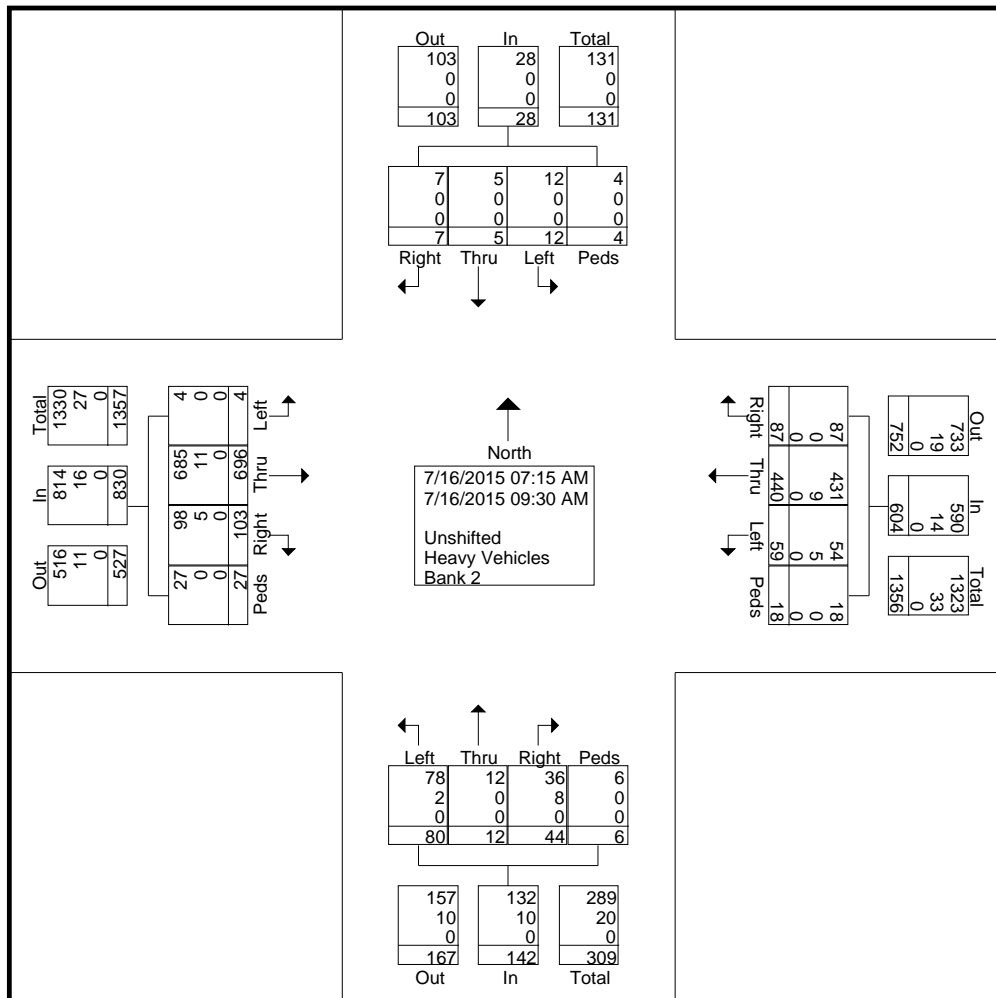 Out In Total
103 28 131
0 0 0
0 0 0
103 28 131
7 5 12 4
0 0 0 0
0 0 0 0
7 5 12 4
Right Thru Left Peds
Total
1330
27
0
1357
In
814
16
0
830
Out
516
11
0
527
4
0
0
4
Left
685
11
0
696
Thru
98
5
0
103
Right
27
0
0
27
Peds
North
7/16/2015 07:15 AM
7/16/2015 09:30 AM
Unshifted
Heavy Vehicles
Bank 2
Right
87
0
0
87
Thru
431
9
0
440
Left
54
5
0
59
Peds
18
0
0
18
Out
733
19
0
752
In
590
14
0
604
Total
1323
33
0
1356
Left Thru Right Peds
78 12 36 6
2 0 8 0
0 0 0 0
80 12 44 6
157 132 289
10 10 20
0 0 0
167 142 309
Out In Total